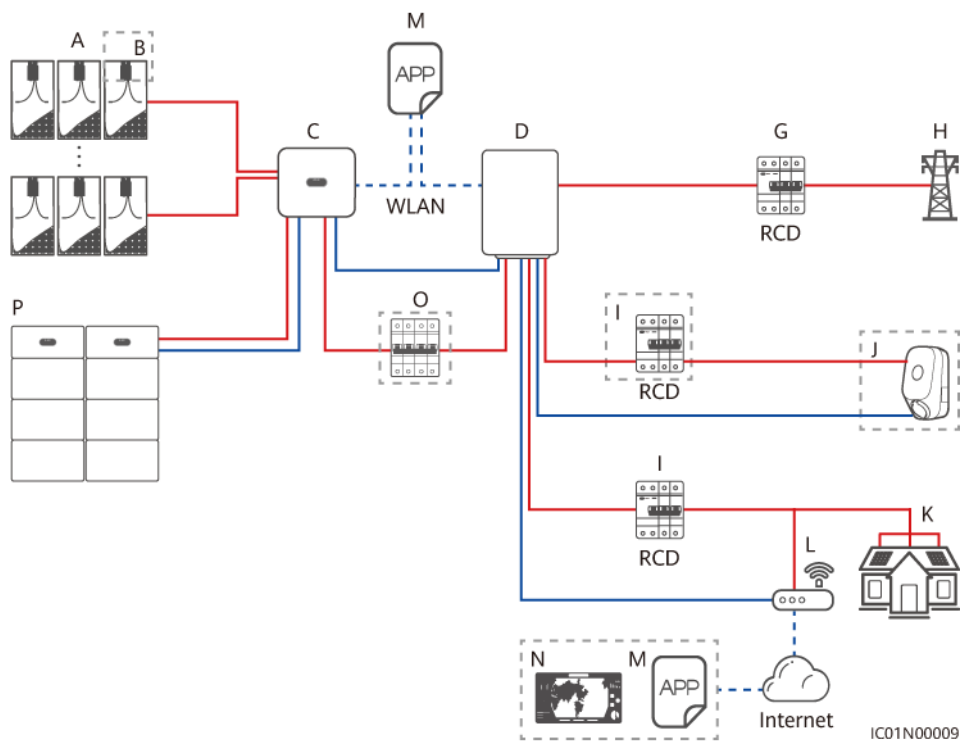 M
A
B
APP
C
D
G
H
WLAN
RCD
P
O
I
J
RCD
I
K
L
RCD
N
M
APP
Internet
IC01N00009